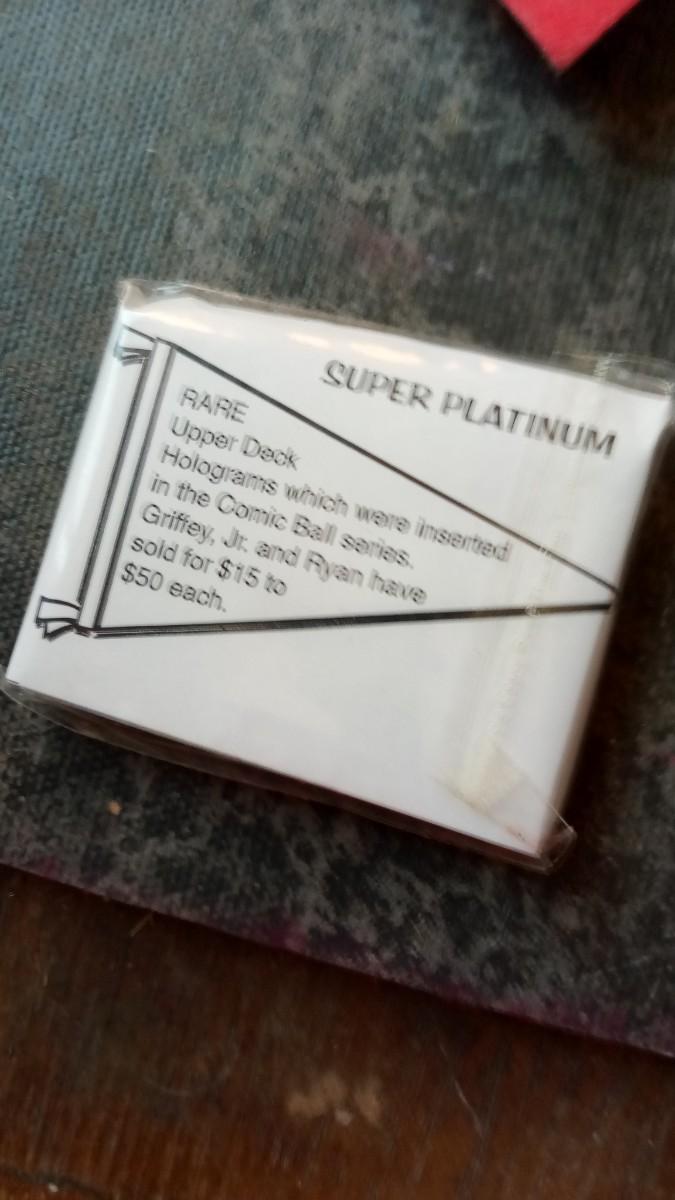 SUPER PLATINUM
RARE
Upper Deck
Holograms which were inserted
in the Comic Ball series.
Griffey, Jr. and Ryan have
sold for $15 to
$50 each.